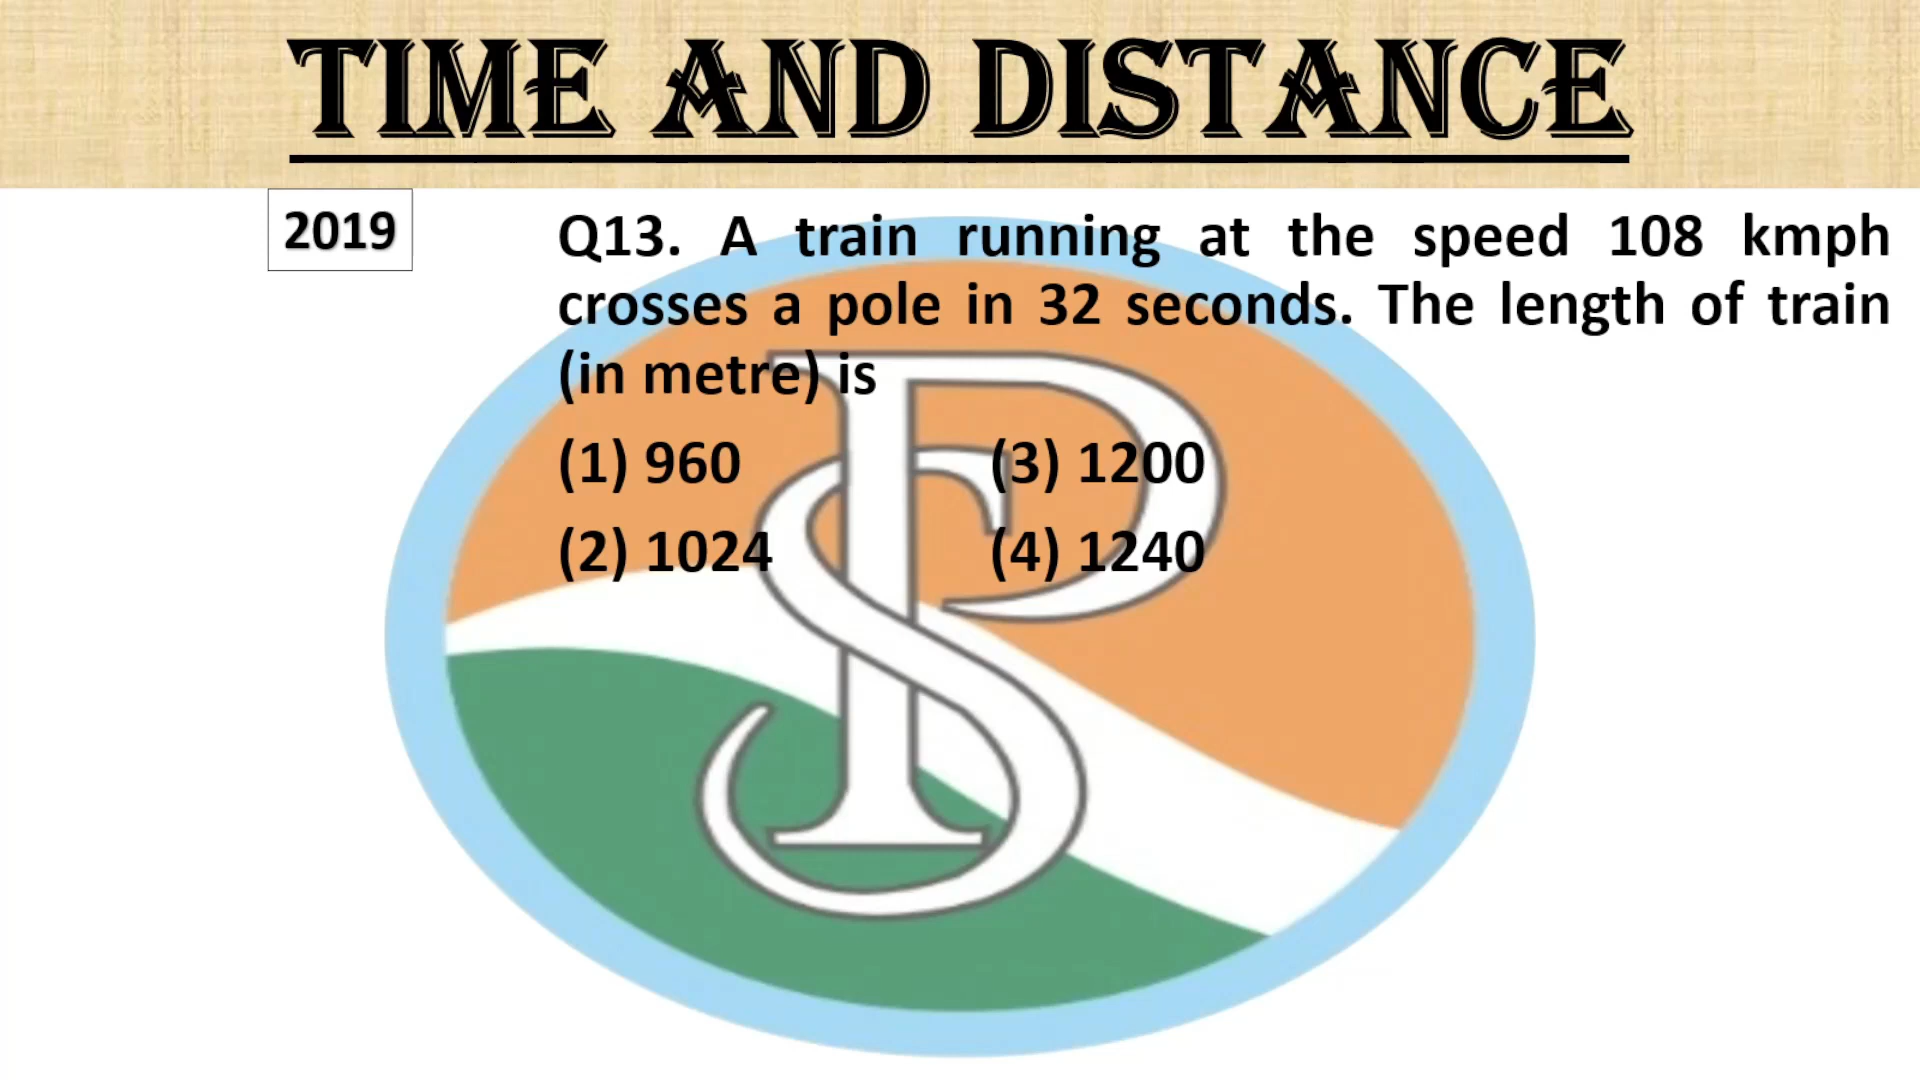 TIME AND DISTANCE
2019
Q13. A train running at the speed 108 kmph
crosses a pole in 32 seconds. The length of train
(in metre) is
(1) 960 (3) 1200
(2) 1024 (4) 1240
PS